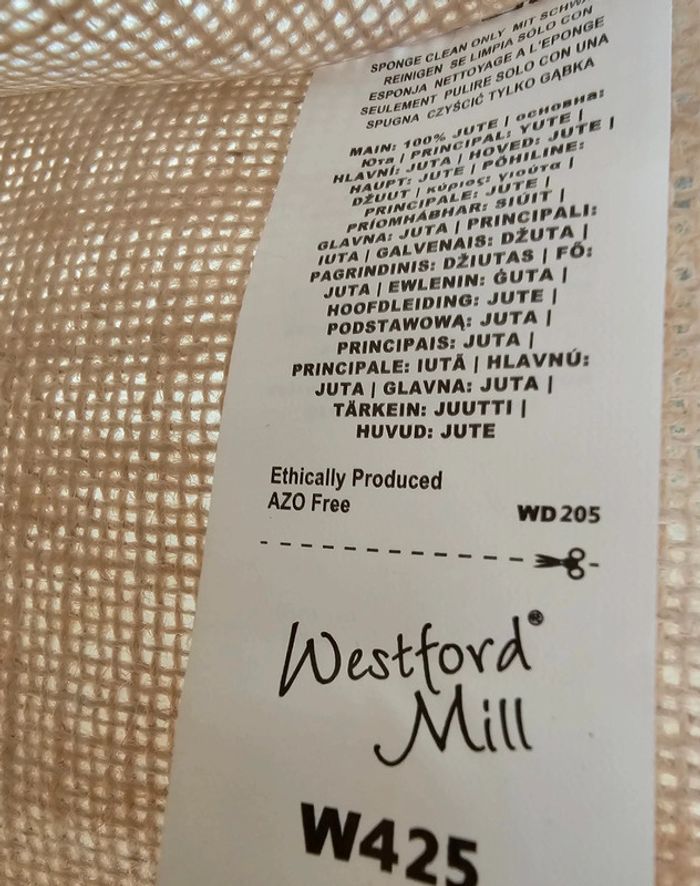 SPONGE CLEAN ONLY MIT SCHWA
REINIGEN SE LIMPIA SÓLO CON
ESPONJA NETTOYAGE A L'EPONGE
SEULEMENT PULIRE SOLO CON UNA
SPUGNA CZYŚCIĆ TYLKO GĄBKA
MAIN: 100% JUTE | основна:
Юта | PRINCIPAL: YUTE |
HLAVNÍ: JUTA | HOVED: JUTE |
HAUPT: JUTE | PÕHILINE:
DŽUUT | κύριος: γιούτα |
PRINCIPALE: JUTE |
PRÍOMHÁBHAR: SIÚIT |
GLAVNA: JUTA | PRINCIPALI:
IUTA | GALVENAIS: DŽUTA |
PAGRINDINIS: DŽIUTAS | FŐ:
JUTA | EWLENIN: ĠUTA |
HOOFDLEIDING: JUTE |
PODSTAWOWĄ: JUTA |
PRINCIPAIS: JUTA |
PRINCIPALE: IUTĂ | HLAVNÚ:
JUTA | GLAVNA: JUTA |
TÄRKEIN: JUUTTI |
HUVUD: JUTE
Ethically Produced
AZO Free
WD205
Westford®
Mill
W425